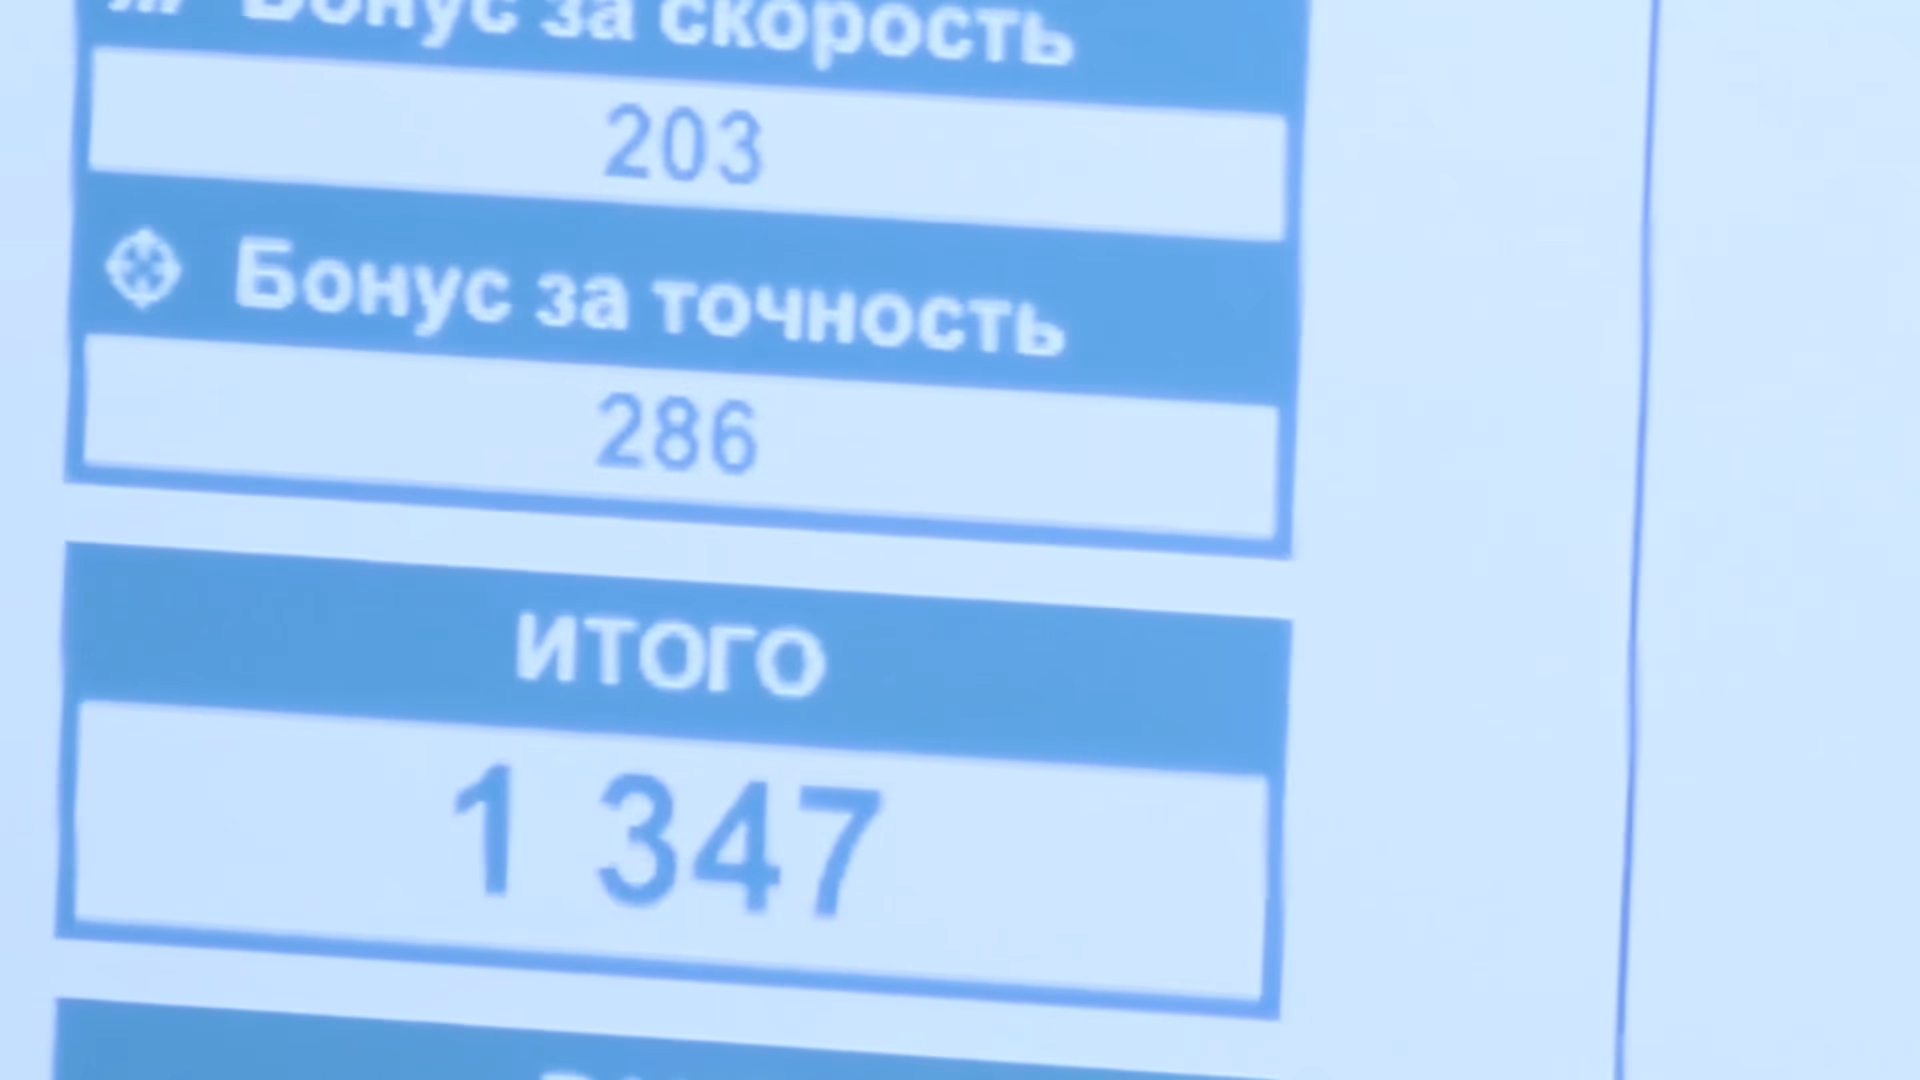 Бонус за скорость
203
Бонус за точность
286
ИТОГО
1 347